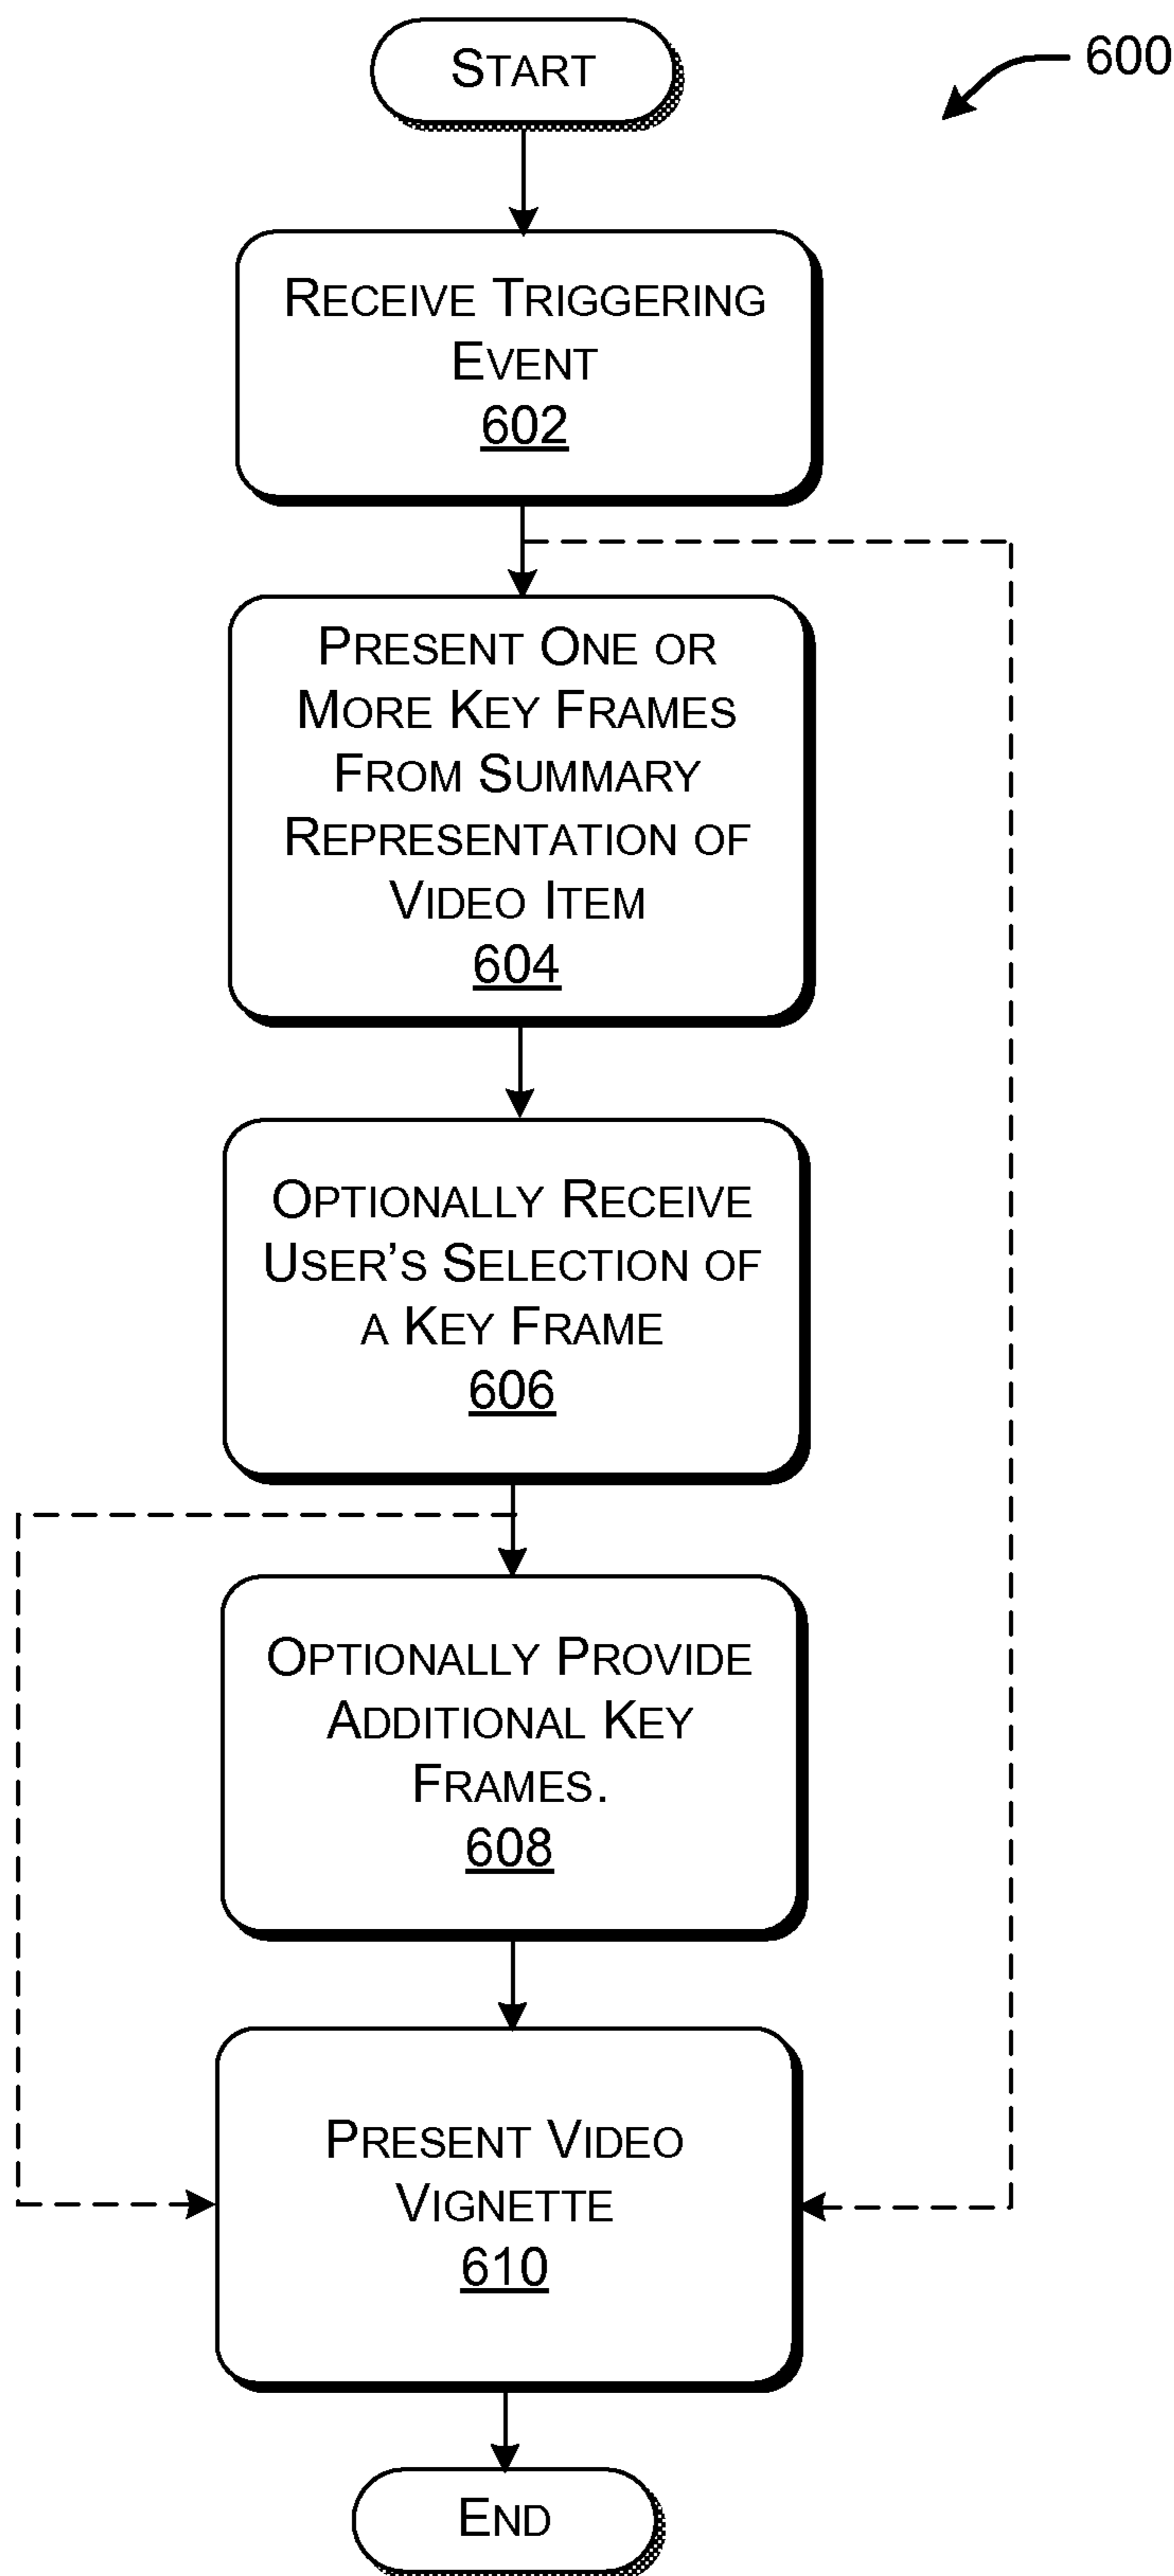 START
600
RECEIVE TRIGGERING
EVENT
602
PRESENT ONE OR
MORE KEY FRAMES
FROM SUMMARY
REPRESENTATION OF
VIDEO ITEM
604
OPTIONALLY RECEIVE
USER'S SELECTION OF
A KEY FRAME
606
OPTIONALLY PROVIDE
ADDITIONAL KEY
FRAMES.
608
PRESENT VIDEO
VIGNETTE
610
END